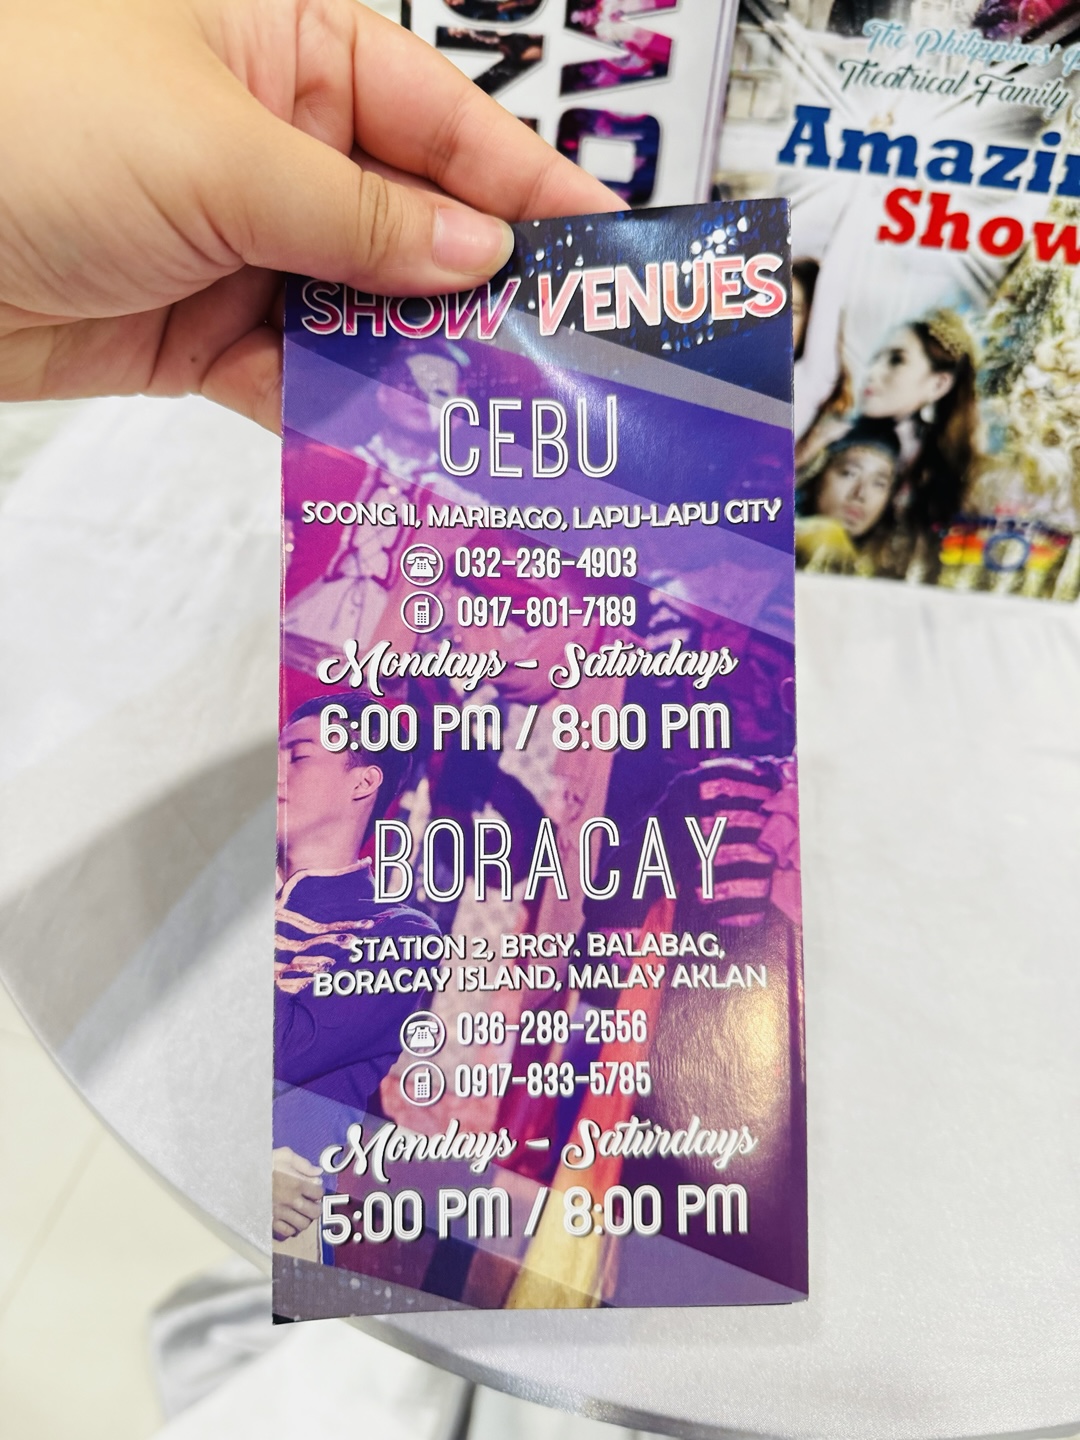 The Philippines'
Theatrical Family
Amazin
Show
SHOW VENUES
CEBU
SOONG II, MARIBAGO, LAPU-LAPU CITY
032-236-4903
0917-801-7189
Mondays - Saturdays
6:00 PM / 8:00 PM
BORACAY
STATION 2, BRGY. BALABAG,
BORACAY ISLAND, MALAY AKLAN
036-288-2556
0917-833-5785
Mondays - Saturdays
5:00 PM / 8:00 PM